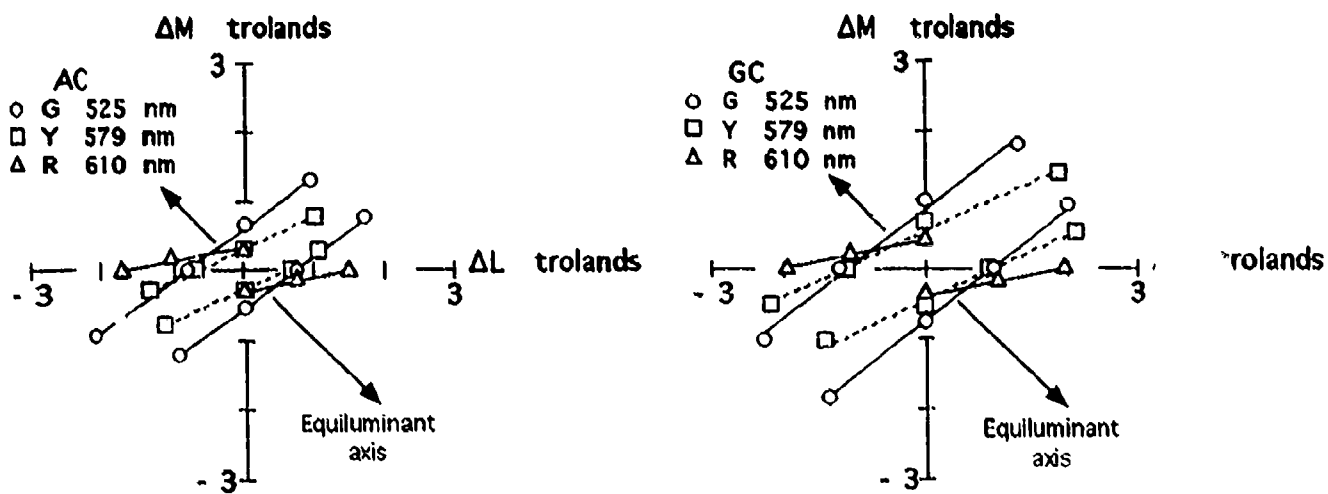 ΔM trolands
3
AC
G 525 nm
Y 579 nm
R 610 nm
ΔL trolands
- 3
3
Equiluminant
axis
- 3
ΔM trolands
3
GC
G 525 nm
Y 579 nm
R 610 nm
rolands
- 3
3
Equiluminant
axis
- 3